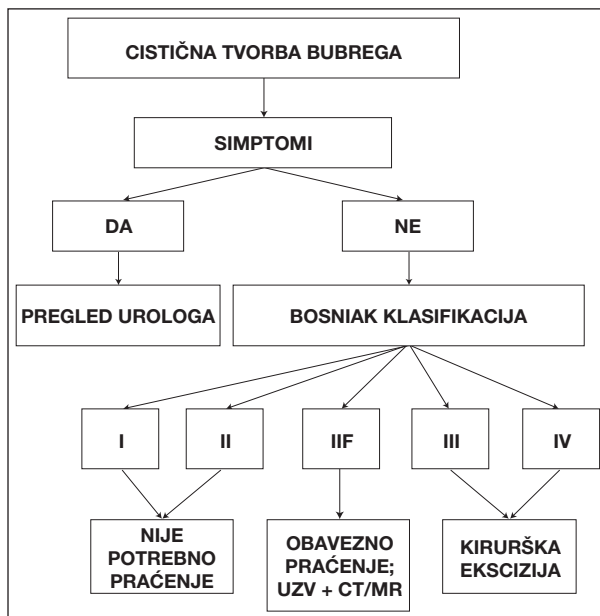 CISTIČNA TVORBA BUBREGA
SIMPTOMI
DA
NE
PREGLED UROLOGA
BOSNIAK KLASIFIKACIJA
I
II
IIF
III
IV
NIJE
POTREBNO
PRAĆENJE
OBAVEZNO
PRAĆENJE;
UZV + CT/MR
KIRURŠKA
EKSCIZIJA